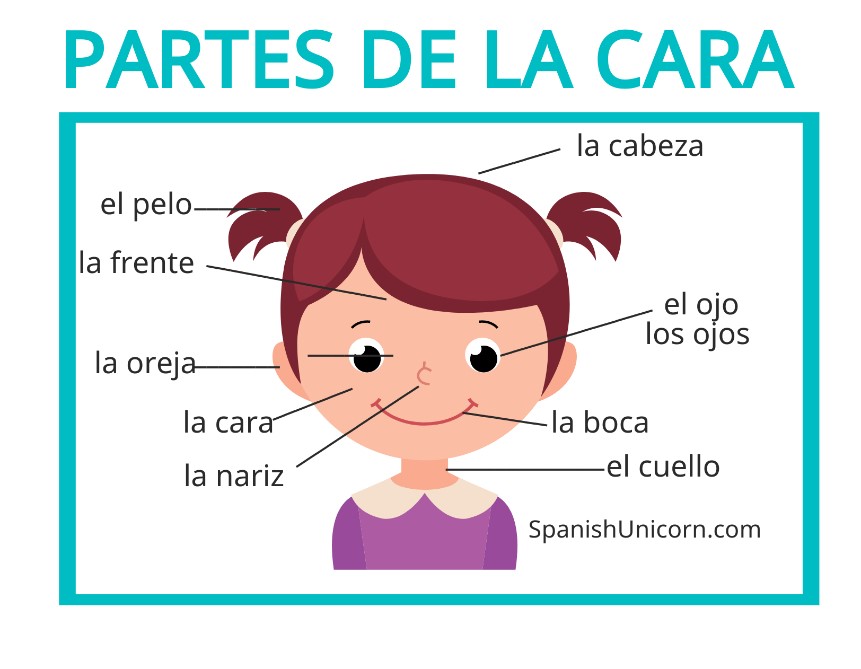 PARTES DE LA CARA
la cabeza
el pelo
la frente
el ojo
los ojos
la oreja
la cara
la boca
la nariz
el cuello
SpanishUnicorn.com